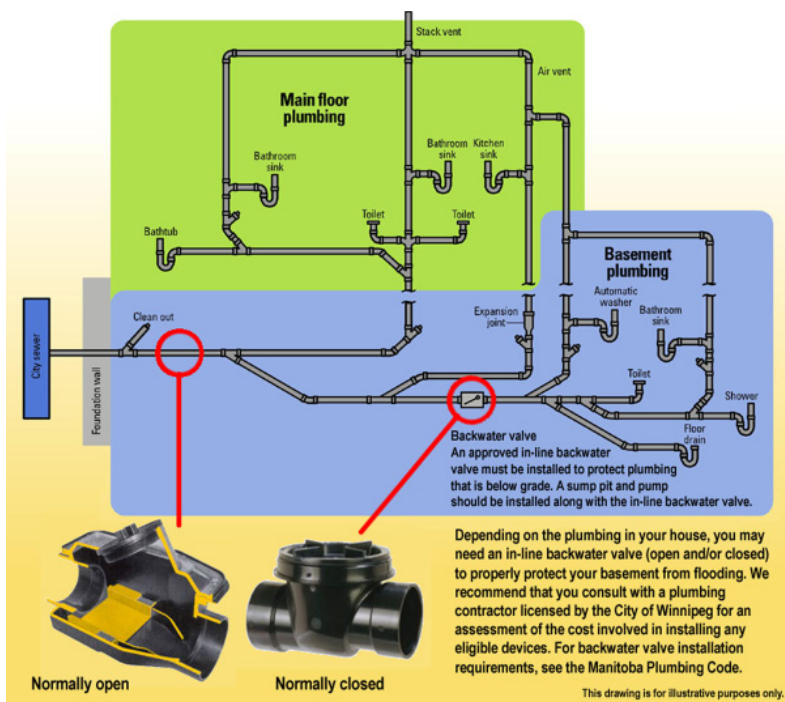 Stack vent
Air vent
Main floor
plumbing
Bathroom
sink
Bathroom
sink
Kitchen
sink
Toilet
Toilet
Bathtub
Basement
plumbing
Automatic
washer
Bathroom
sink
Expansion
joint
Clean out
City sewer
Foundation wall
Toilet
Shower
Floor
drain
Backwater valve
An approved in-line backwater
valve must be installed to protect plumbing
that is below grade. A sump pit and pump
should be installed along with the in-line backwater valve.
Depending on the plumbing in your house, you may
need an in-line backwater valve (open and/or closed)
to properly protect your basement from flooding. We
recommend that you consult with a plumbing
contractor licensed by the City of Winnipeg for an
assessment of the cost involved in installing any
eligible devices. For backwater valve installation
requirements, see the Manitoba Plumbing Code.
Normally open
Normally closed
This drawing is for illustrative purposes only.